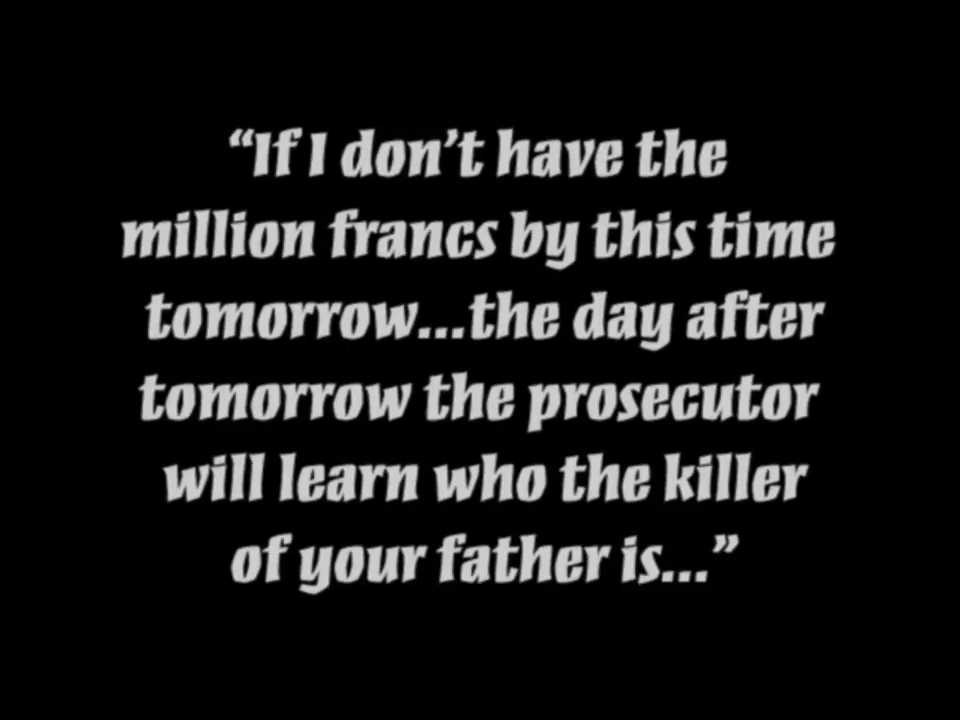 “If I don’t have the
million francs by this time
tomorrow...the day after
tomorrow the prosecutor
will learn who the killer
of your father is...”